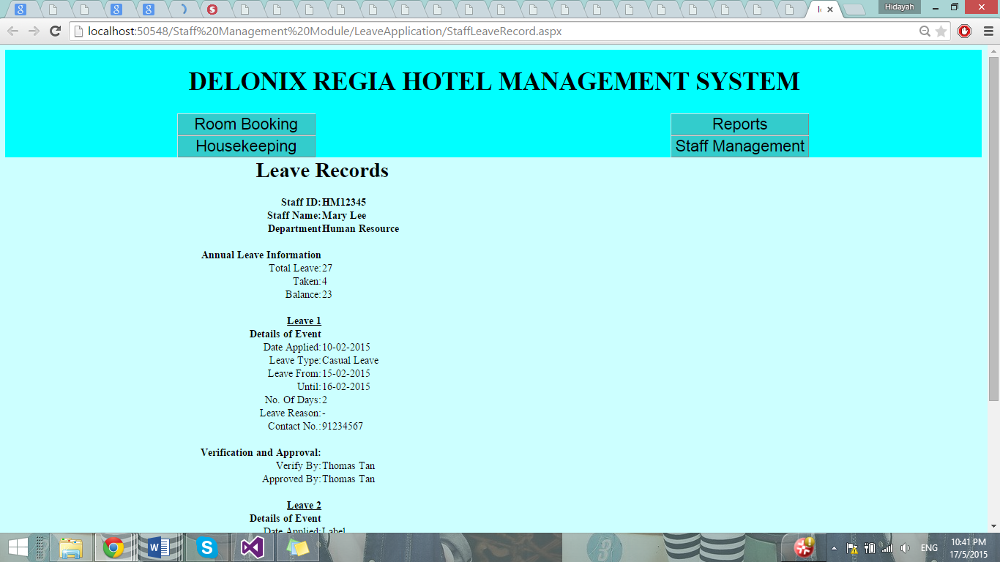 Hidayah
localhost:50548/Staff%20Management%20Module/LeaveApplication/StaffLeaveRecord.aspx
DELONIX REGIA HOTEL MANAGEMENT SYSTEM
Room Booking
Reports
Housekeeping
Staff Management
Leave Records
Staff ID:HM12345
Staff Name:Mary Lee
DepartmentHuman Resource
Annual Leave Information
Total Leave:27
Taken:4
Balance:23
Leave 1
Details of Event
Date Applied:10-02-2015
Leave Type:Casual Leave
Leave From:15-02-2015
Until:16-02-2015
No. Of Days:2
Leave Reason:-
Contact No.:91234567
Verification and Approval:
Verify By:Thomas Tan
Approved By:Thomas Tan
Leave 2
Details of Event
Date Applied:Label
ENG
10:41 PM
17/5/2015